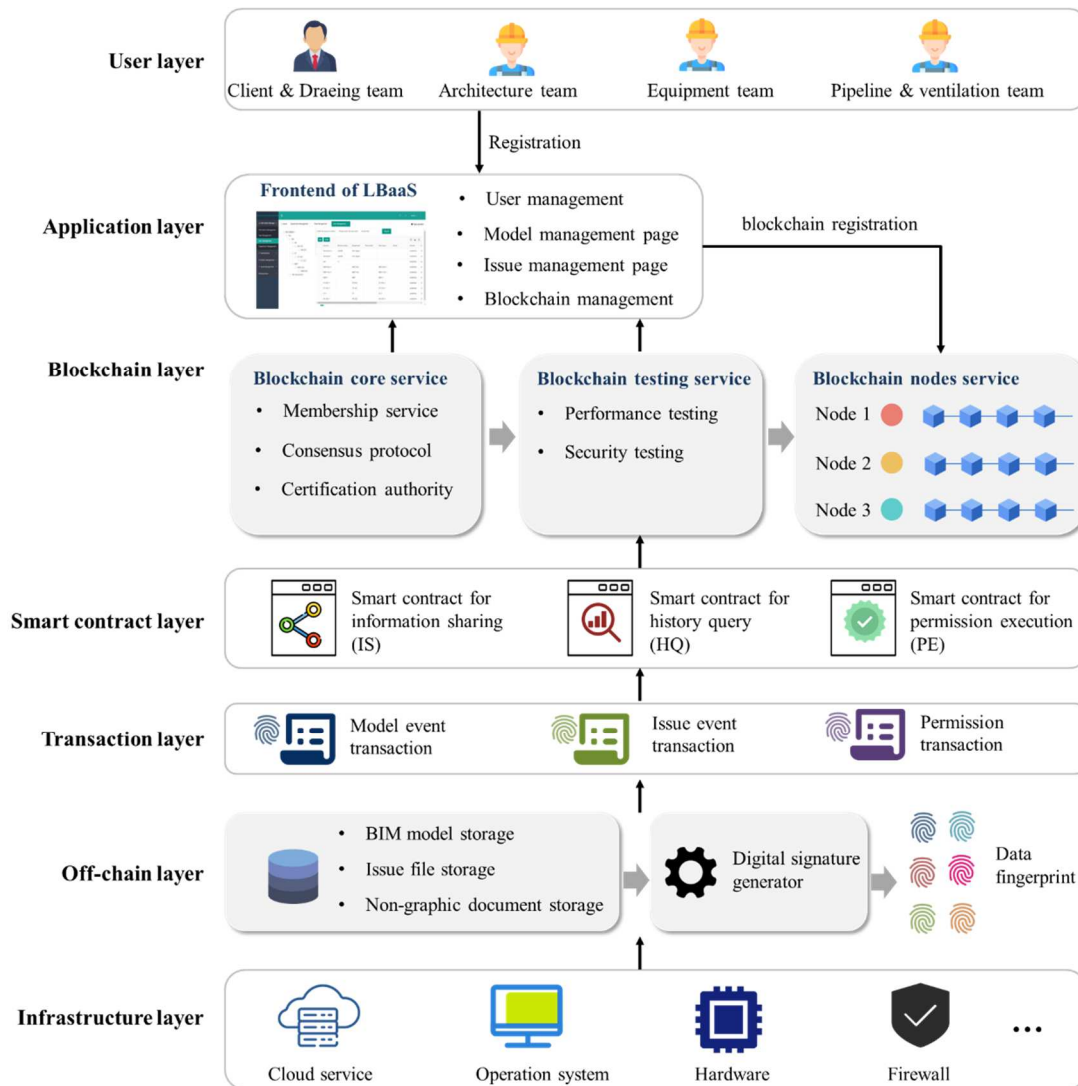 User layer
Client & Draeing team
Architecture team
Equipment team
Pipeline & ventilation team
Registration
Application layer
Frontend of LBaaS
• User management
• Model management page
• Issue management page
• Blockchain management
blockchain registration
Blockchain layer
Blockchain core service
• Membership service
• Consensus protocol
• Certification authority
Blockchain testing service
• Performance testing
• Security testing
Blockchain nodes service
Node 1
Node 2
Node 3
Smart contract layer
Smart contract for
information sharing
(IS)
Smart contract for
history query
(HQ)
Smart contract for
permission execution
(PE)
Transaction layer
Model event
transaction
Issue event
transaction
Permission
transaction
Off-chain layer
• BIM model storage
• Issue file storage
• Non-graphic document storage
Digital signature
generator
Data
fingerprint
Infrastructure layer
Cloud service
Operation system
Hardware
Firewall
...